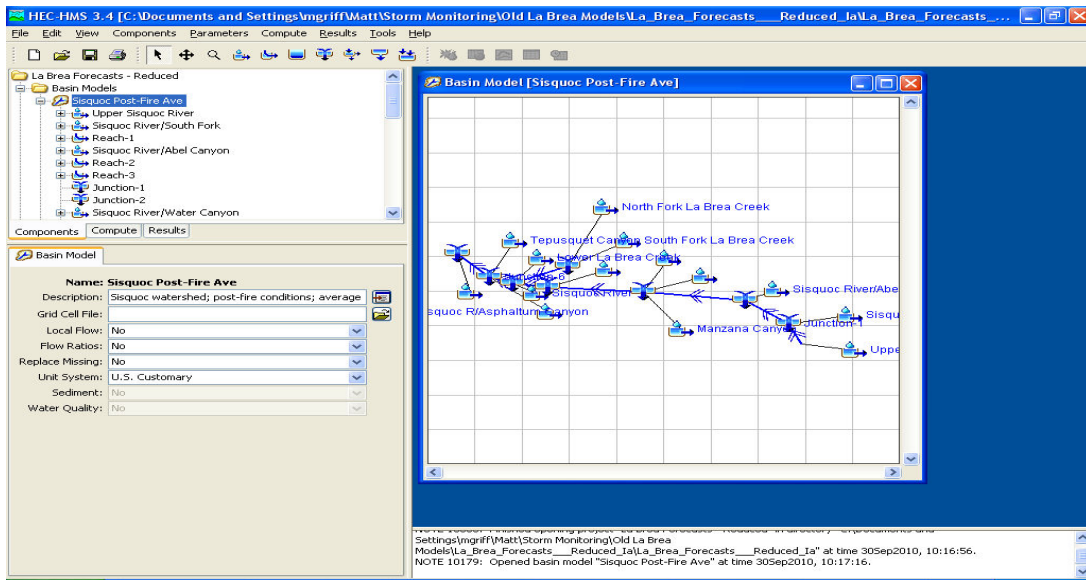 HEC-HMS 3.4 [C:\Documents and Settings\mgriff\Matt\Storm Monitoring\Old La Brea Models\La_Brea_Forecasts___Reduced_Ia\La_Brea_Forecasts_...
File Edit View Components Parameters Compute Results Tools Help
La Brea Forecasts - Reduced
Basin Models
Sisquoc Post-Fire Ave
Upper Sisquoc River
Sisquoc River/South Fork
Reach-1
Sisquoc River/Abel Canyon
Reach-2
Reach-3
Junction-1
Junction-2
Sisquoc River/Water Canyon
Components Compute Results
Basin Model
Name: Sisquoc Post-Fire Ave
Description: Sisquoc watershed; post-fire conditions; average
Grid Cell File:
Local Flow: No
Flow Ratios: No
Replace Missing: No
Unit System: U.S. Customary
Sediment: No
Water Quality: No
Basin Model [Sisquoc Post-Fire Ave]
North Fork La Brea Creek
Tepusquet Canyon South Fork La Brea Creek
Lower La Brea Creek
Junction-6
Sisquoc River
Sisquoc River/Abe
squoc R/Asphaltum Canyon
Sisqu
Manzana Canyon
Junction-1
Uppe
Settings\mgriff\Matt\Storm Monitoring\Old La Brea
Models\La_Brea_Forecasts___Reduced_Ia\La_Brea_Forecasts___Reduced_Ia" at time 30Sep2010, 10:16:56.
NOTE 10179: Opened basin model "Sisquoc Post-Fire Ave" at time 30Sep2010, 10:17:16.